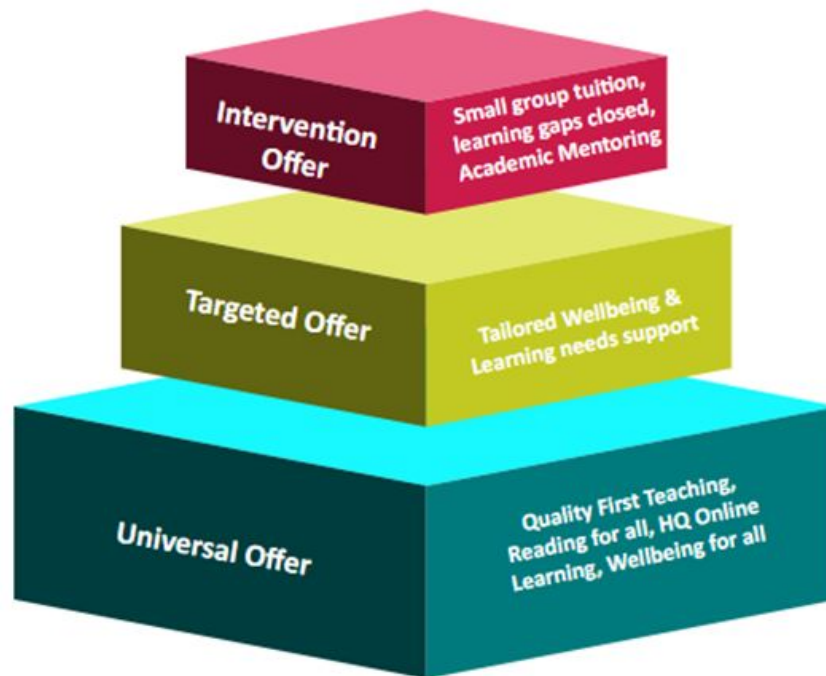 Intervention
Offer
Small group tuition,
learning gaps closed,
Academic Mentoring
Targeted Offer
Tailored Wellbeing &
Learning needs support
Universal Offer
Quality First Teaching,
Reading for all, HQ Online
Learning, Wellbeing for all